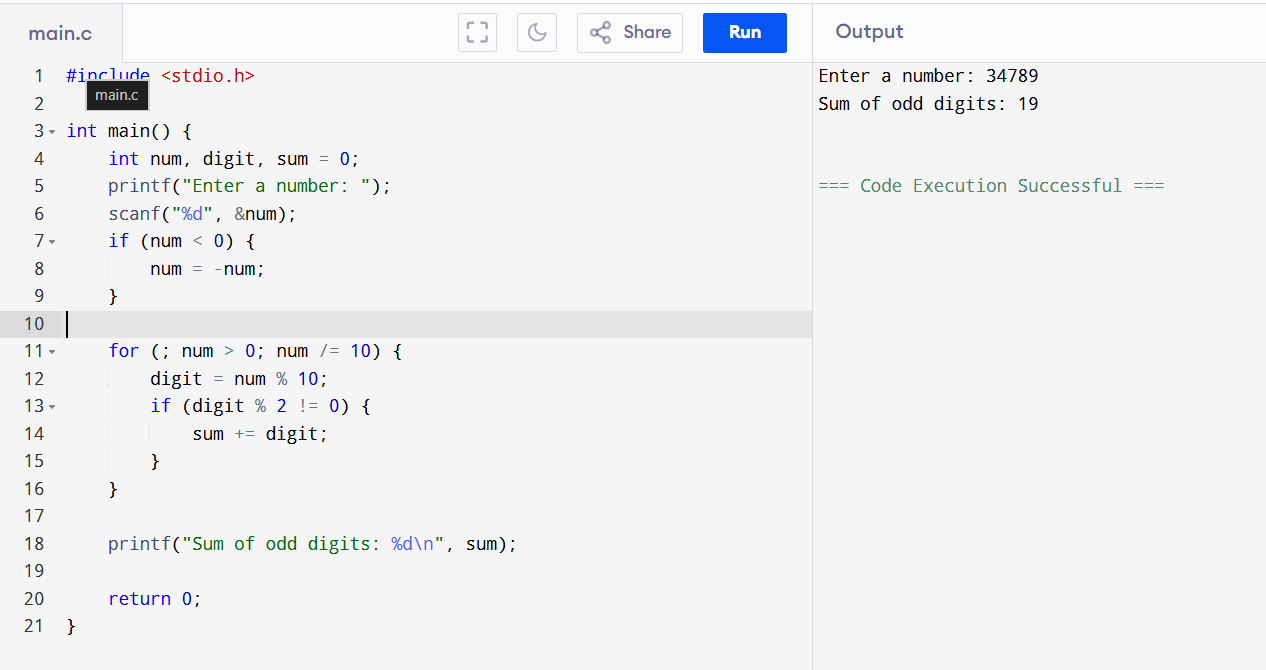 main.c Share Run Output
1 #include <stdio.h>
main.c
2
3 int main() {
4 int num, digit, sum = 0;
5 printf("Enter a number: ");
6 scanf("%d", &num);
7 if (num < 0) {
8 num = -num;
9 }
10
11 for (; num > 0; num /= 10) {
12 digit = num % 10;
13 if (digit % 2 != 0) {
14 sum += digit;
15 }
16 }
17
18 printf("Sum of odd digits: %d\n", sum);
19
20 return 0;
21 }
Enter a number: 34789
Sum of odd digits: 19
=== Code Execution Successful ===